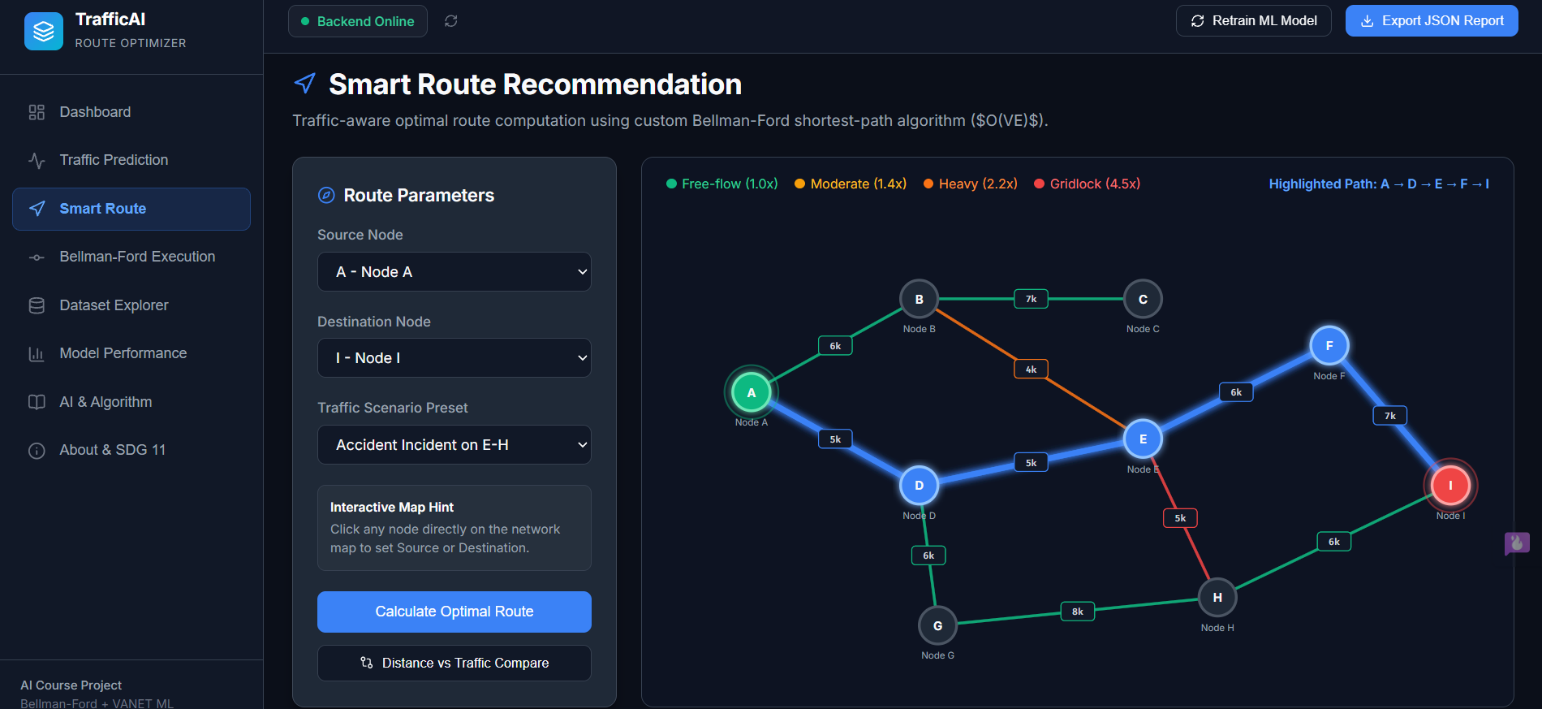 TrafficAI
ROUTE OPTIMIZER
Dashboard
Traffic Prediction
Smart Route
Bellman-Ford Execution
Dataset Explorer
Model Performance
AI & Algorithm
About & SDG 11
AI Course Project
Bellman-Ford + VANET ML
Backend Online
Retrain ML Model
Export JSON Report
Smart Route Recommendation
Traffic-aware optimal route computation using custom Bellman-Ford shortest-path algorithm ($O(VE)$).
Route Parameters
Source Node
A - Node A
Destination Node
I - Node I
Traffic Scenario Preset
Accident Incident on E-H
Interactive Map Hint
Click any node directly on the network
map to set Source or Destination.
Calculate Optimal Route
Distance vs Traffic Compare
Free-flow (1.0x) Moderate (1.4x) Heavy (2.2x) Gridlock (4.5x) Highlighted Path: A → D → E → F → I
B 7k C
Node B Node C
6k F
4k Node F
A 6k
Node A 7k
5k E
5k Node E
D I
Node D 5k Node I
6k 6k
H
8k Node H
G
Node G